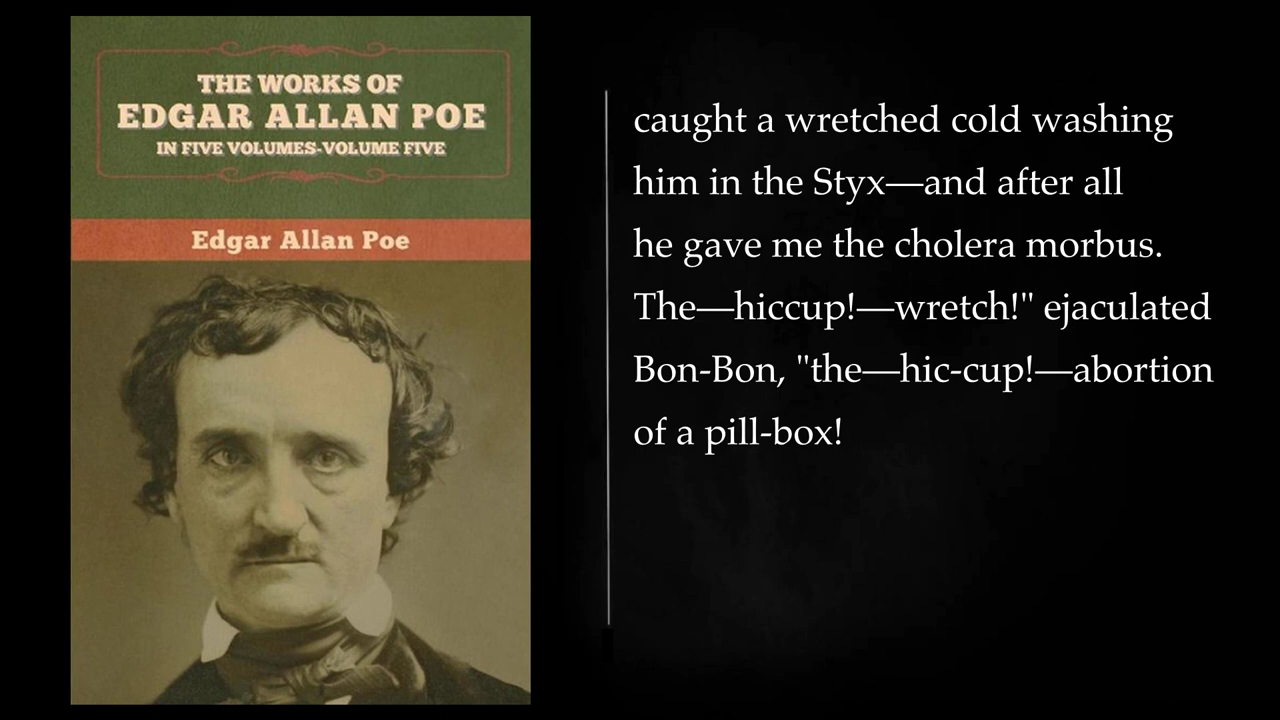 THE WORKS OF
EDGAR ALLAN POE
IN FIVE VOLUMES-VOLUME FIVE
Edgar Allan Poe
caught a wretched cold washing
him in the Styx—and after all
he gave me the cholera morbus.
The—hiccup!—wretch!" ejaculated
Bon-Bon, "the—hic-cup!—abortion
of a pill-box!